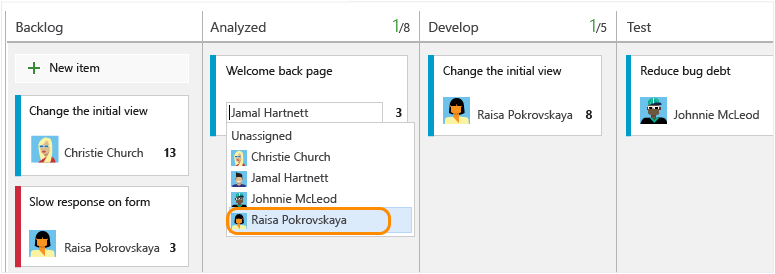 Backlog
Analyzed 1/8
Develop 1/5
Test
+ New item
Change the initial view
Christie Church 13
Slow response on form
Raisa Pokrovskaya 3
Welcome back page
Jamal Hartnett 3
Unassigned
Christie Church
Jamal Hartnett
Johnnie McLeod
Raisa Pokrovskaya
Change the initial view
Raisa Pokrovskaya 8
Reduce bug debt
Johnnie McLeod